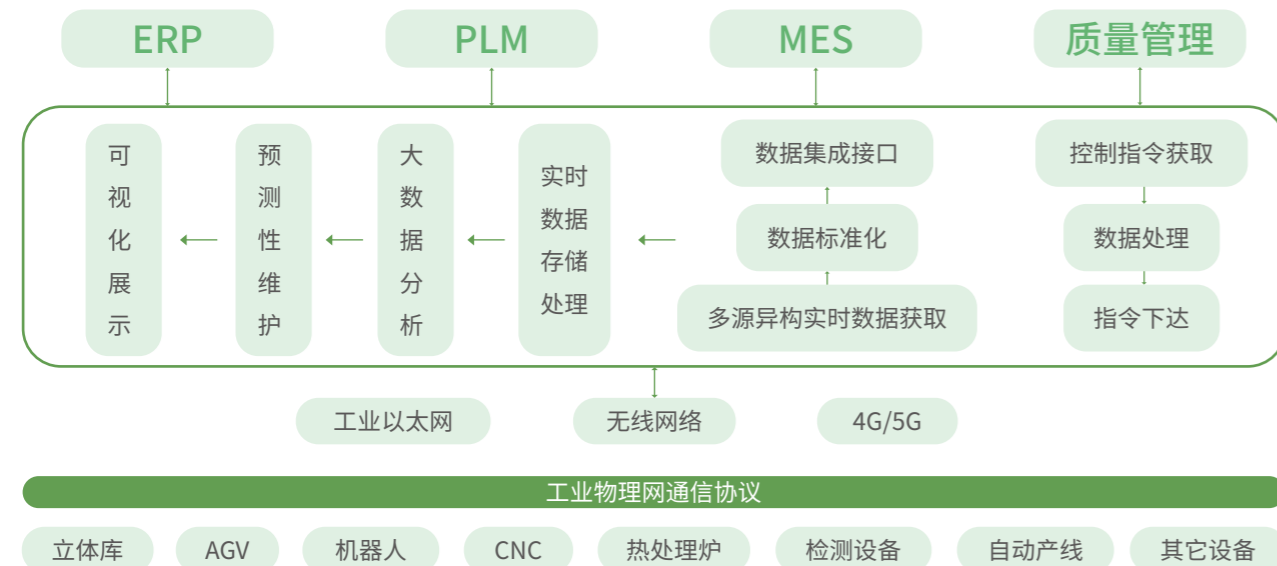 ERP
PLM
MES
质量管理
可
视
化
展
示
预
测
性
维
护
大
数
据
分
析
实时
数据
存储
处理
数据集成接口
数据标准化
多源异构实时数据获取
控制指令获取
数据处理
指令下达
工业以太网
无线网络
4G/5G
工业物理网通信协议
立体库
AGV
机器人
CNC
热处理炉
检测设备
自动产线
其它设备